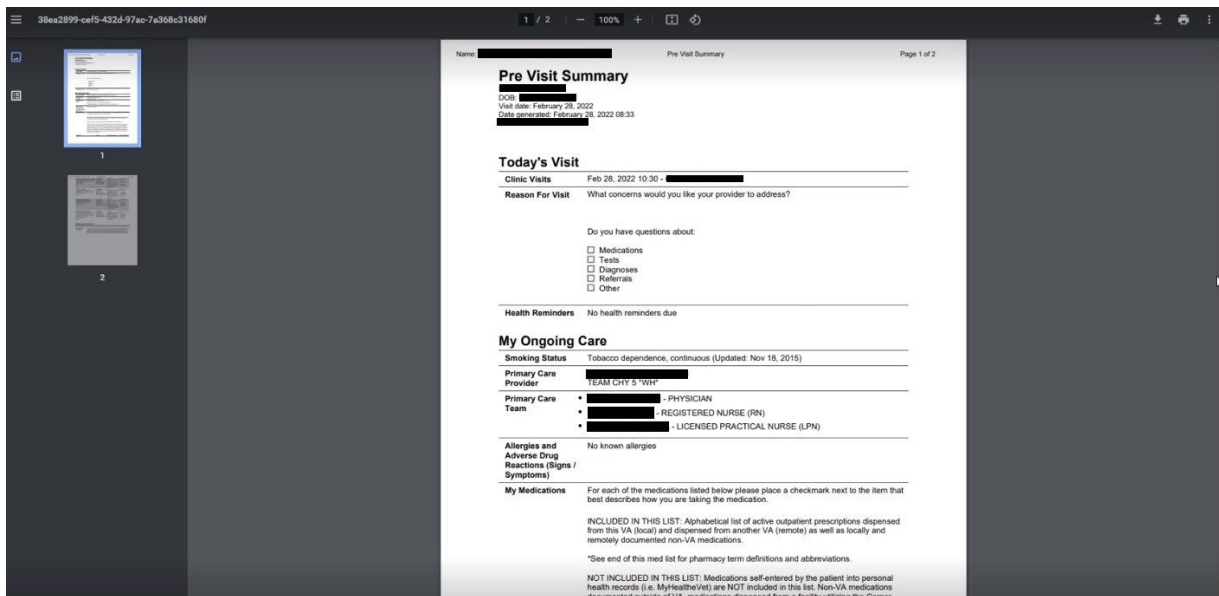 38ea2899-cef5-432d-97ac-7a368c31680f
1 / 2
100%
1
2
Name:
Pre Visit Summary
Page 1 of 2
Pre Visit Summary
DOB:
Visit date: February 28, 2022
Date generated: February 28, 2022 08:33
Today's Visit
Clinic Visits
Feb 28, 2022 10:30 -
Reason For Visit
What concerns would you like your provider to address?
Do you have questions about:
Medications
Tests
Diagnoses
Referrals
Other
Health Reminders
No health reminders due
My Ongoing Care
Smoking Status
Tobacco dependence, continuous (Updated: Nov 18, 2015)
Primary Care
Provider
TEAM CHY 5 *WH*
Primary Care
Team
- PHYSICIAN
- REGISTERED NURSE (RN)
- LICENSED PRACTICAL NURSE (LPN)
Allergies and
Adverse Drug
Reactions (Signs /
Symptoms)
No known allergies
My Medications
For each of the medications listed below please place a checkmark next to the item that
best describes how you are taking the medication.
INCLUDED IN THIS LIST: Alphabetical list of active outpatient prescriptions dispensed
from this VA (local) and dispensed from another VA (remote) as well as locally and
remotely documented non-VA medications.
*See end of this med list for pharmacy term definitions and abbreviations.
NOT INCLUDED IN THIS LIST: Medications self-entered by the patient into personal
health records (i.e. MyHealtheVet) are NOT included in this list. Non-VA medications